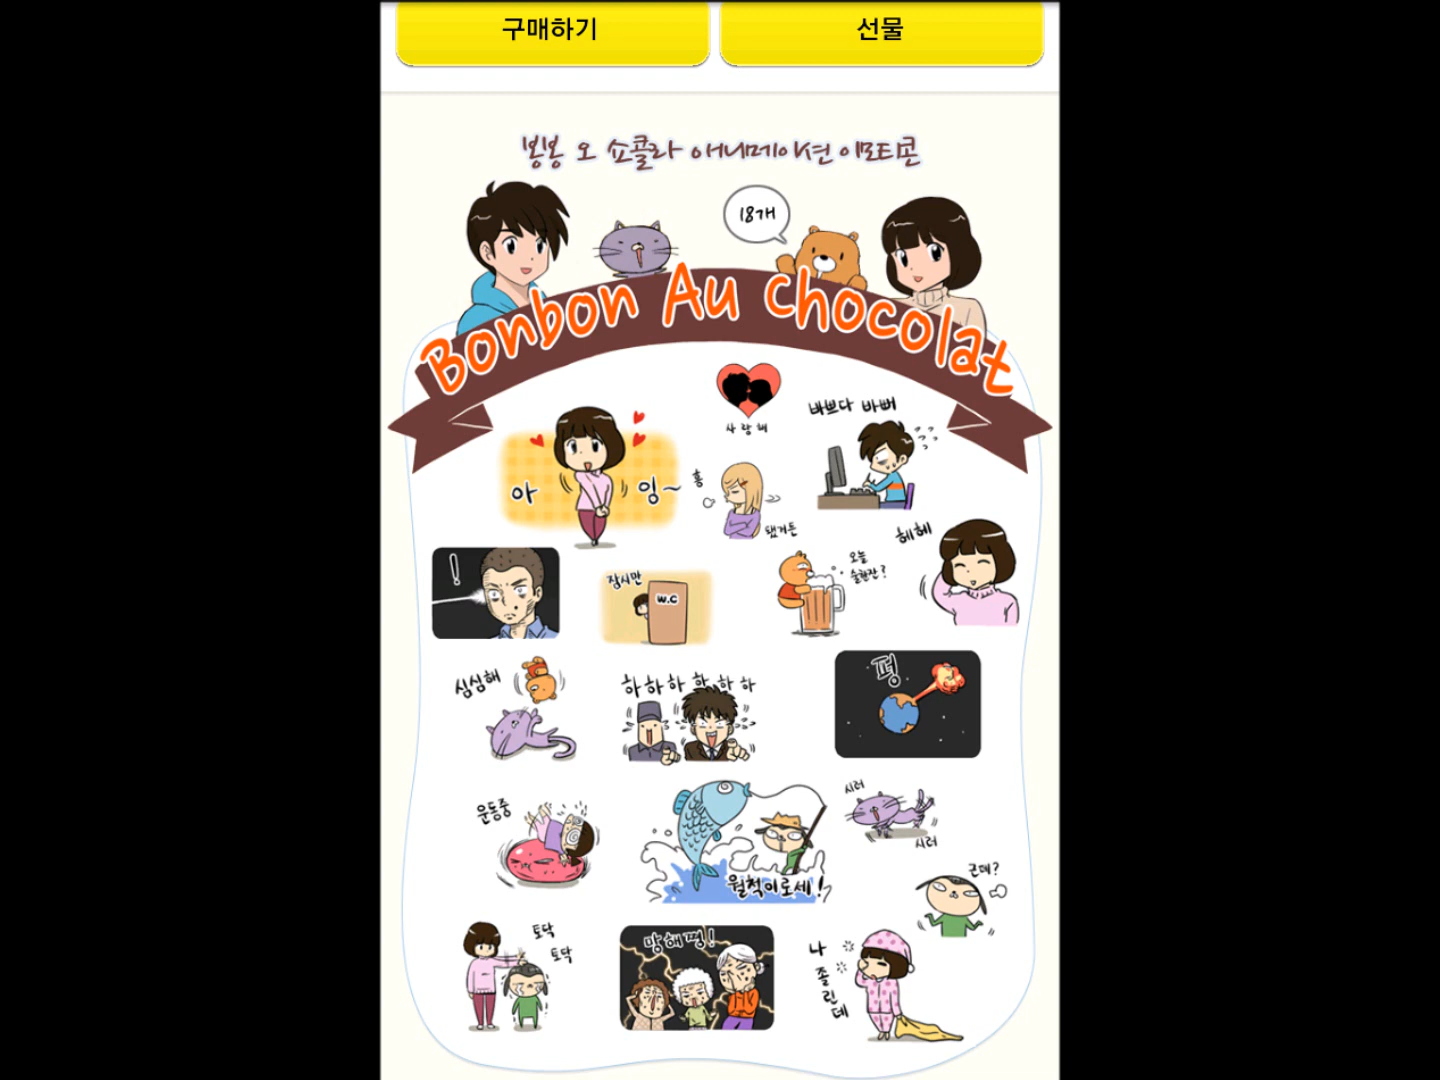 구매하기
선물
봉봉 오 쇼콜라 애니메이션 이모티콘
18개
Bonbon Au chocolat
사랑해
바쁘다 바뻐
아 잉~
흥
됐거든
헤헤
!
잠시만
W.C
오늘
술한잔?
심심해
하하하하하하
펑
운동중
월척이로세!
시러
시러
근데?
토닥
토닥
망해쪙!
나
졸
린
데